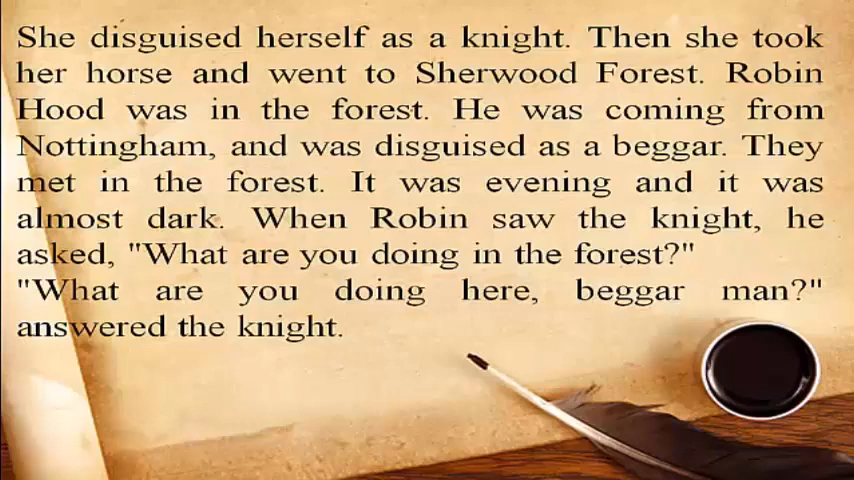 She disguised herself as a knight. Then she took
her horse and went to Sherwood Forest. Robin
Hood was in the forest. He was coming from
Nottingham, and was disguised as a beggar. They
met in the forest. It was evening and it was
almost dark. When Robin saw the knight, he
asked, "What are you doing in the forest?"
"What are you doing here, beggar man?"
answered the knight.